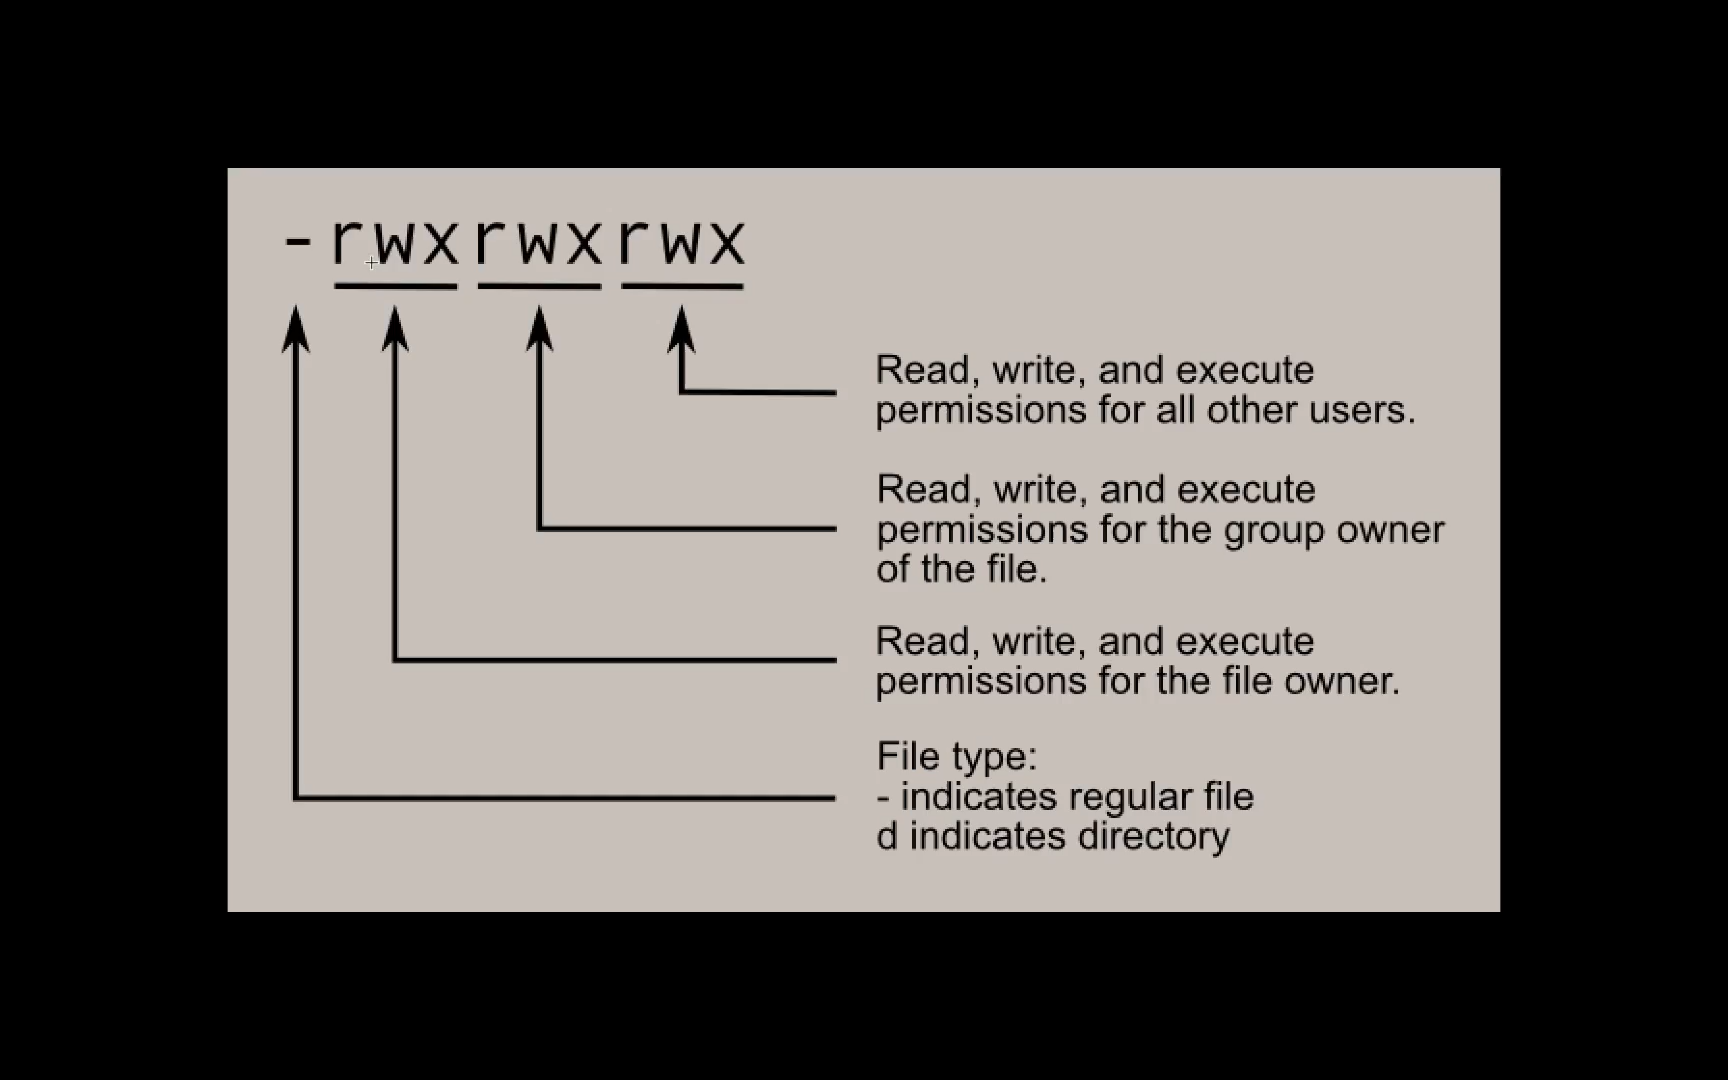 -rwxrwxrwx
Read, write, and execute
permissions for all other users.
Read, write, and execute
permissions for the group owner
of the file.
Read, write, and execute
permissions for the file owner.
File type:
- indicates regular file
d indicates directory